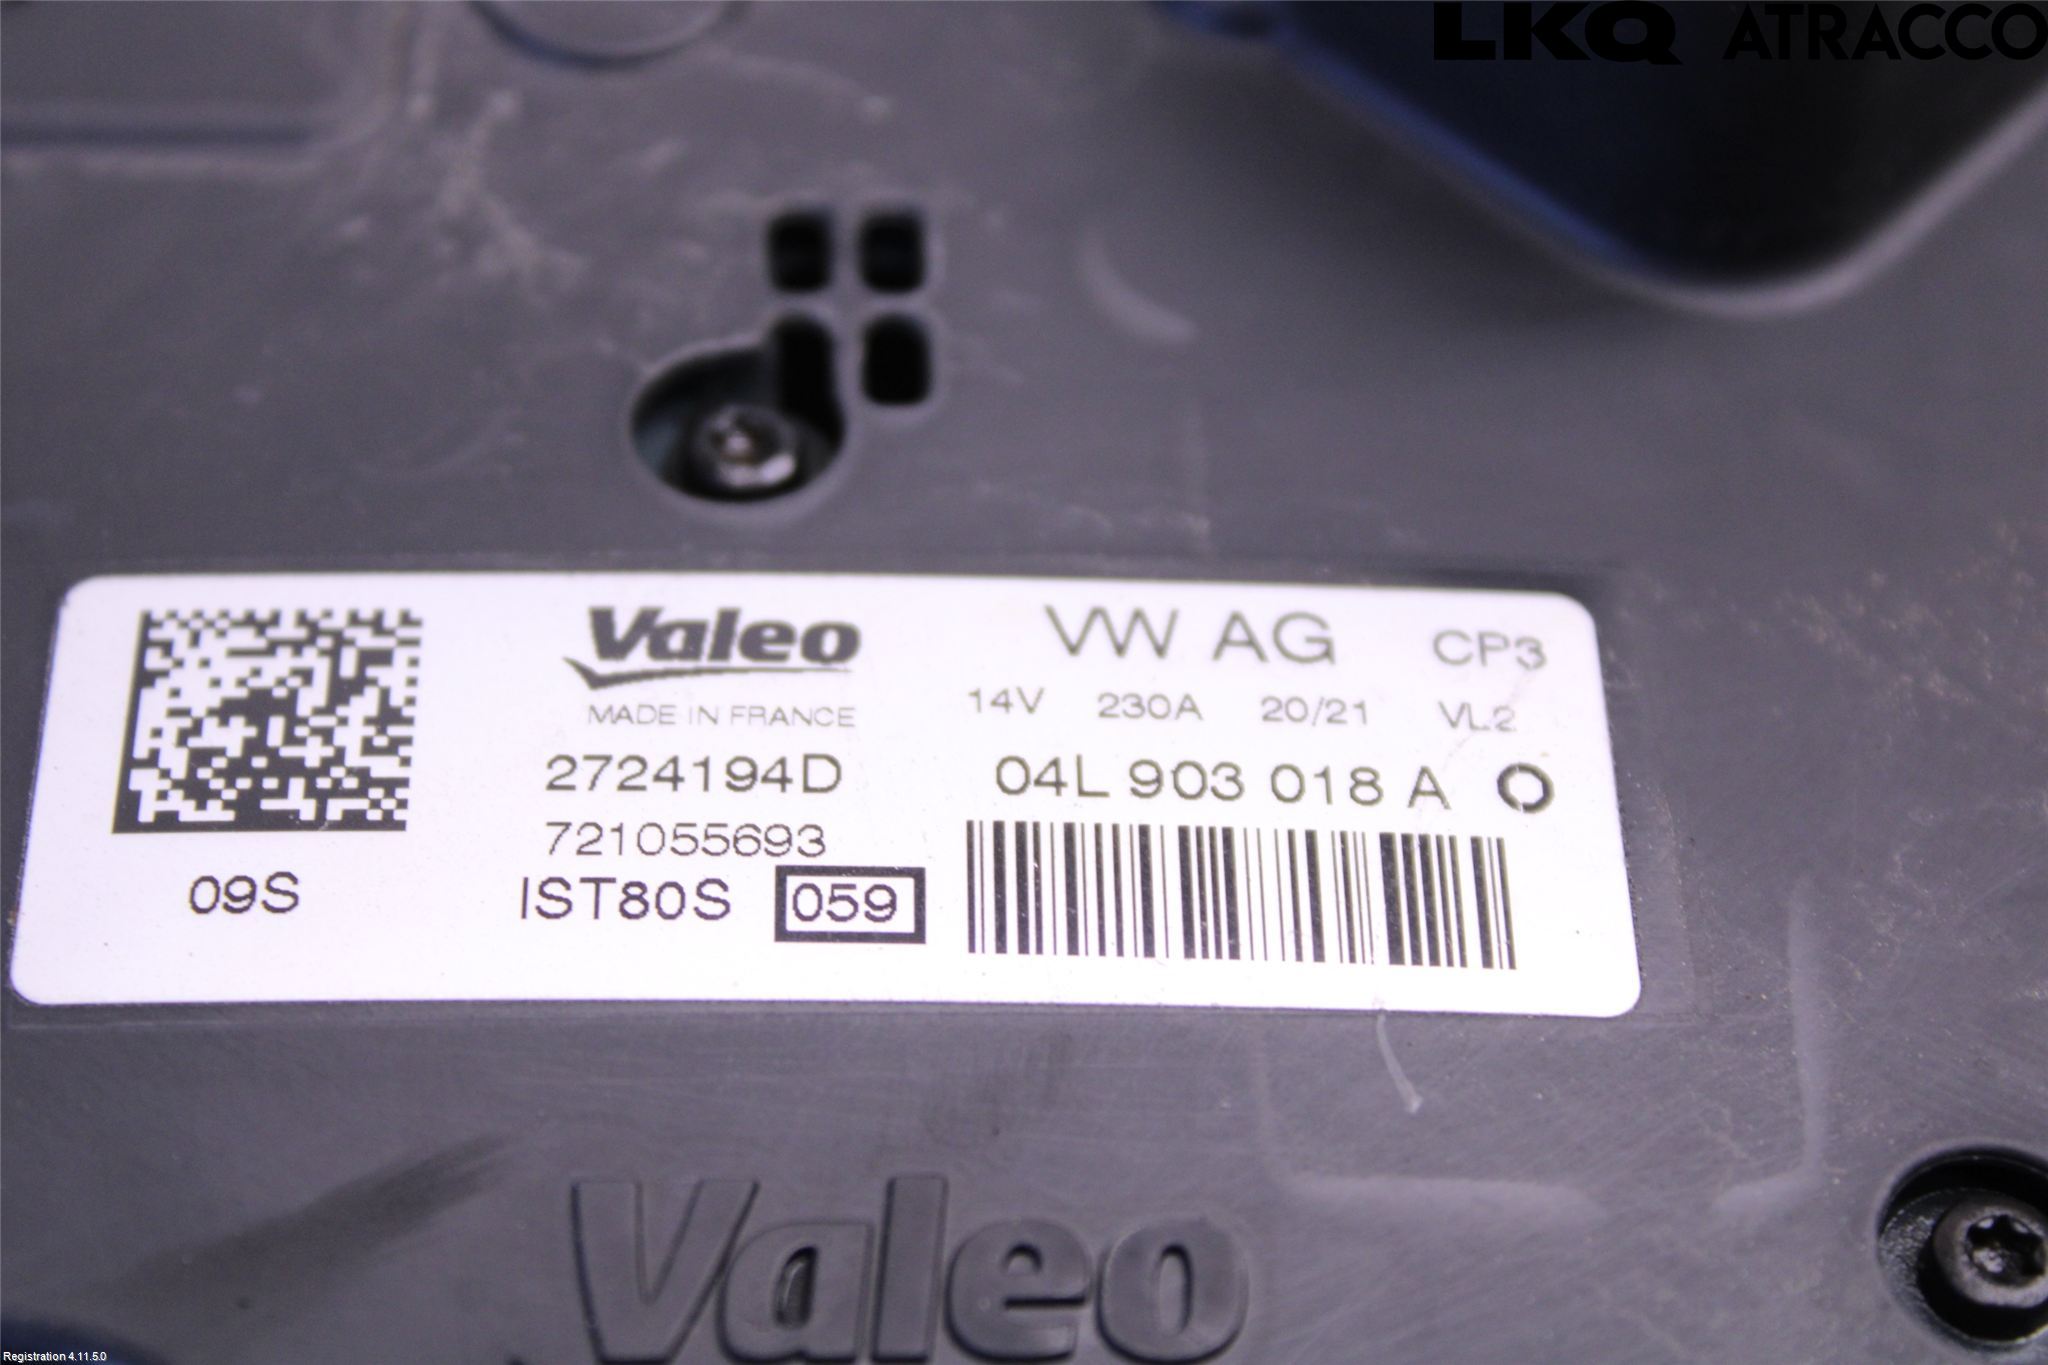 LKQ ATRACCO
Valeo
MADE IN FRANCE
2724194D
721055693
IST80S 059
09S
VW AG CP3
14V 230A 20/21 VL2
04L 903 018 A O
Valeo
Registration 4.11.5.0